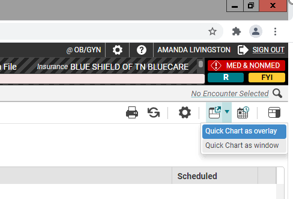 @ OB/GYN AMANDA LIVINGSTON SIGN OUT
n File Insurance BLUE SHIELD OF TN BLUECARE MED & NONMED
R FYI
No Encounter Selected
Quick Chart as overlay
Quick Chart as window
Scheduled